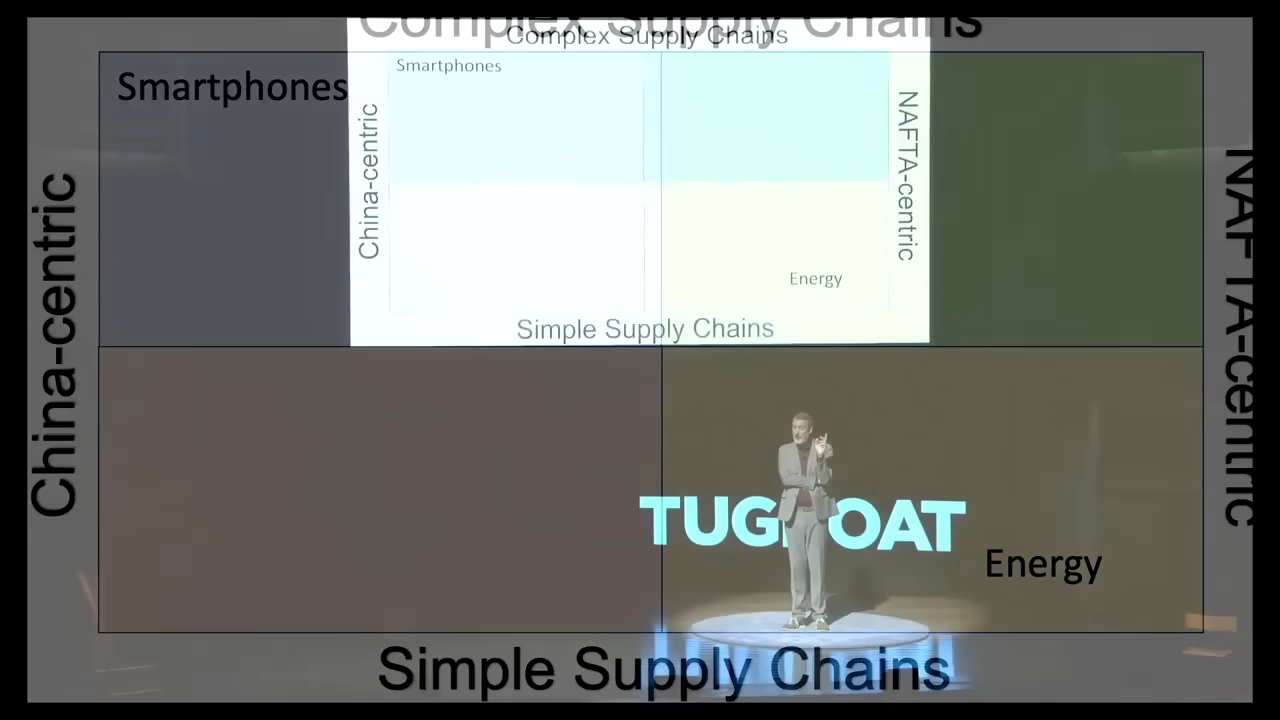 Complex Supply Chains
Complex Supply Chains
Smartphones
Smartphones
China-centric
NAFTA-centric
China-centric
NAFTA-centric
Energy
Simple Supply Chains
TUGBOAT
Energy
Simple Supply Chains